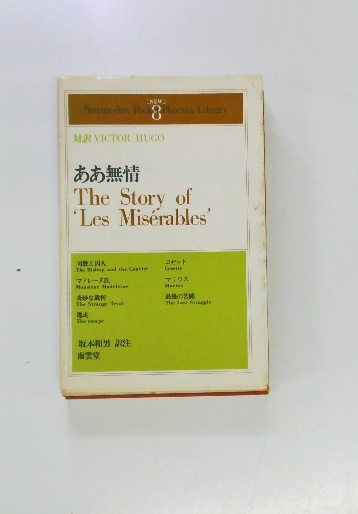 [NEW]
8
Phoenix Library
対訳 VICTOR HUGO
ああ無情
The Story of
'Les Misérables'
司教と囚人
The Bishop and the Convict
マドレーヌ氏
Monsieur Madeleine
奇妙な裁判
The Strange Trial
逃走
The escape
コゼット
Cosette
マリウス
Marius
最後の苦闘
The Last Struggle
坂本和男 訳注
南雲堂